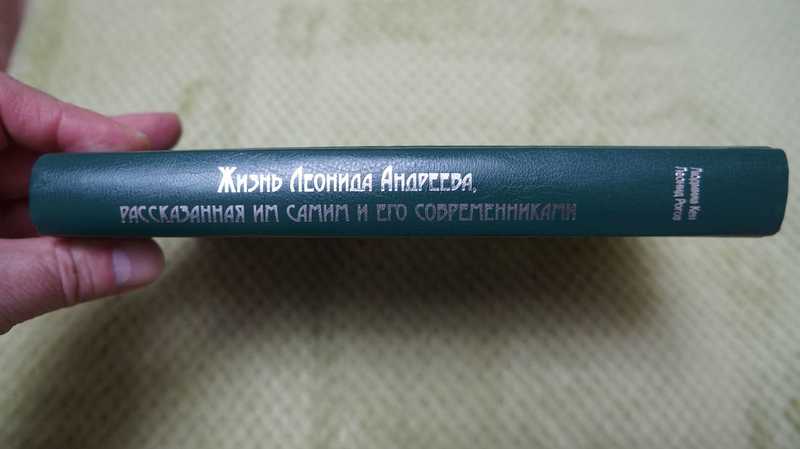 Жизнь Леонида Андреева,
рассказанная им самим и его современниками
Людмила Кен
Леонид Рогов